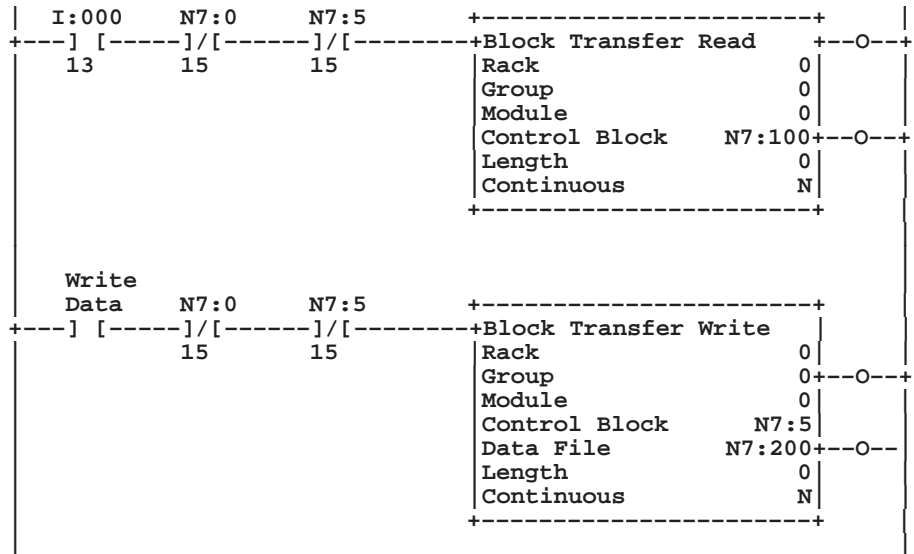 I:000 N7:0 N7:5
+---] [-----]/[------]/[--------+Block Transfer Read +--O--+
13 15 15 Rack 0
Group 0
Module 0
Control Block N7:100+--O--+
Length 0
Continuous N
Write
Data N7:0 N7:5
+---] [-----]/[------]/[--------+Block Transfer Write
15 15 Rack 0
Group 0+--O--+
Module 0
Control Block N7:5
Data File N7:200+--O--
Length 0
Continuous N